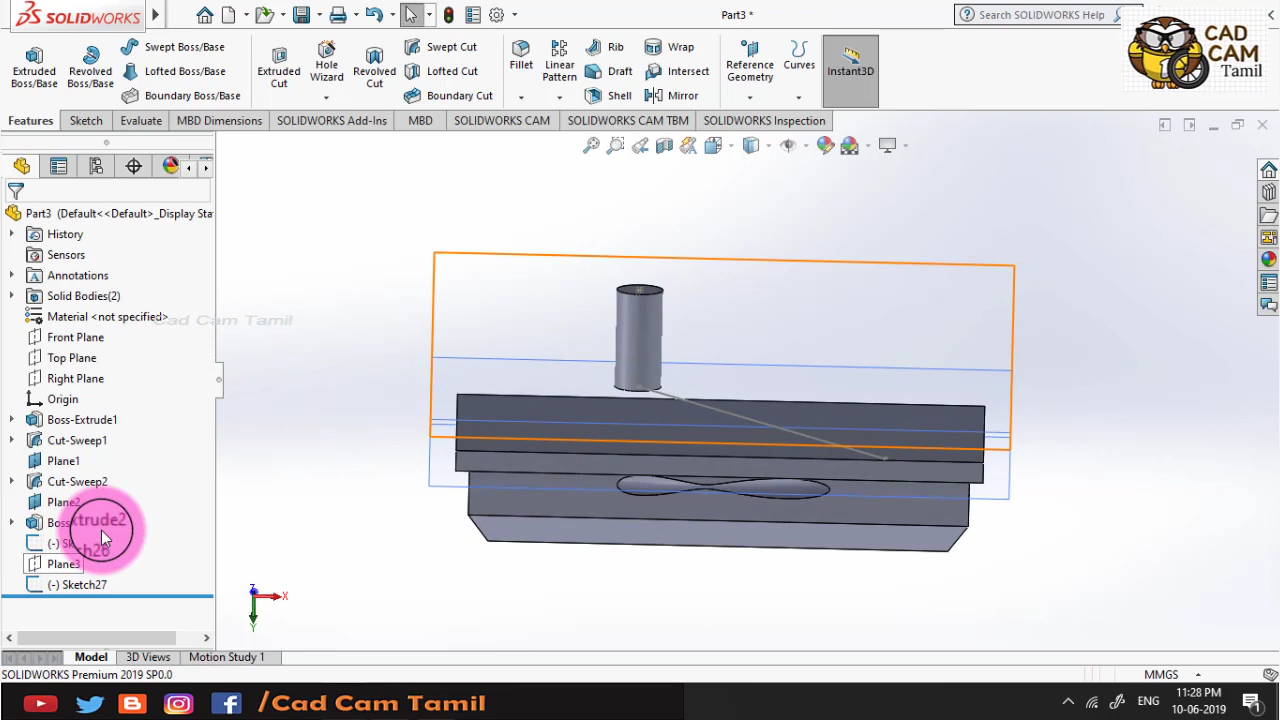 SOLIDWORKS
Part3 *
Search SOLIDWORKS Help
CAD
CAM
Tamil
Extruded
Boss/Base
Revolved
Boss/Base
Swept Boss/Base
Lofted Boss/Base
Boundary Boss/Base
Extruded
Cut
Hole
Wizard
Revolved
Cut
Swept Cut
Lofted Cut
Boundary Cut
Fillet
Linear
Pattern
Rib
Draft
Shell
Wrap
Intersect
Mirror
Reference
Geometry
Curves
Instant3D
Features
Sketch
Evaluate
MBD Dimensions
SOLIDWORKS Add-Ins
MBD
SOLIDWORKS CAM
SOLIDWORKS CAM TBM
SOLIDWORKS Inspection
Part3 (Default<<Default>_Display Sta
History
Sensors
Annotations
Solid Bodies(2)
Material <not specified>
Cad Cam Tamil
Front Plane
Top Plane
Right Plane
Origin
Boss-Extrude1
Cut-Sweep1
Plane1
Cut-Sweep2
Plane2
Boss
xtrude2
(-) Sk
ch26
Plane3
(-) Sketch27
Z
X
Y
Model
3D Views
Motion Study 1
SOLIDWORKS Premium 2019 SP0.0
MMGS
/Cad Cam Tamil
ENG
11:28 PM
10-06-2019
1